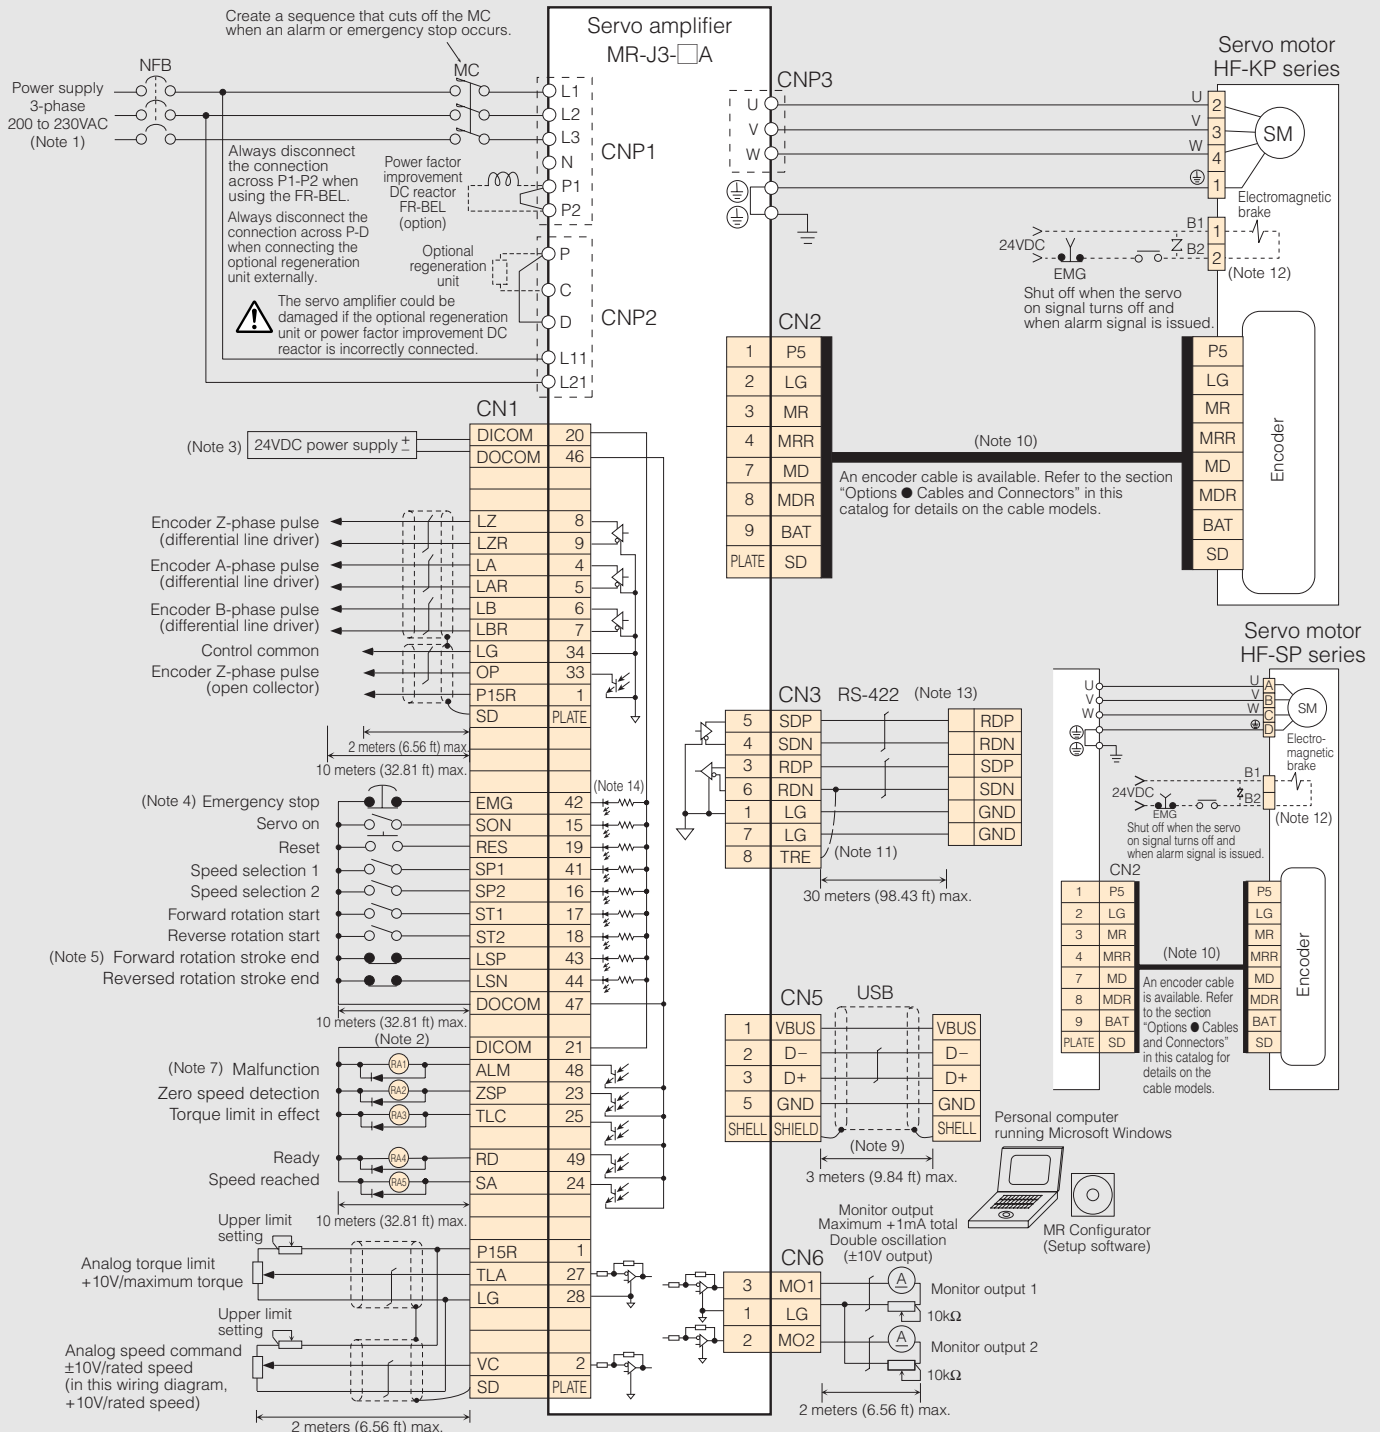 Create a sequence that cuts off the MC
when an alarm or emergency stop occurs.
Servo amplifier
MR-J3-□A
NFB
MC
Power supply
3-phase
200 to 230VAC
(Note 1)
L1
L2
L3
N
P1
P2
CNP1
Always disconnect
the connection
across P1-P2 when
using the FR-BEL.
Power factor
improvement
DC reactor
FR-BEL
(option)
Always disconnect the
connection across P-D
when connecting the
optional regeneration
unit externally.
Optional
regeneration
unit
P
C
D
L11
L21
CNP2
The servo amplifier could be
damaged if the optional regeneration
unit or power factor improvement DC
reactor is incorrectly connected.
CNP3
U
V
W
Servo motor
HF-KP series
U 2
V 3
W 4
1
SM
Electromagnetic
brake
24VDC
EMG
B1 1
B2 2
(Note 12)
Shut off when the servo
on signal turns off and
when alarm signal is issued.
CN2
1 P5
2 LG
3 MR
4 MRR
7 MD
8 MDR
9 BAT
PLATE SD
(Note 10)
An encoder cable is available. Refer to the section
"Options ● Cables and Connectors" in this
catalog for details on the cable models.
P5
LG
MR
MRR
MD
MDR
BAT
SD
Encoder
CN1
(Note 3) 24VDC power supply + −
DICOM 20
DOCOM 46
Encoder Z-phase pulse
(differential line driver)
LZ 8
LZR 9
Encoder A-phase pulse
(differential line driver)
LA 4
LAR 5
Encoder B-phase pulse
(differential line driver)
LB 6
LBR 7
Control common
LG 34
Encoder Z-phase pulse
(open collector)
OP 33
P15R 1
SD PLATE
2 meters (6.56 ft) max.
10 meters (32.81 ft) max.
(Note 14)
(Note 4) Emergency stop EMG 42
Servo on SON 15
Reset RES 19
Speed selection 1 SP1 41
Speed selection 2 SP2 16
Forward rotation start ST1 17
Reverse rotation start ST2 18
(Note 5) Forward rotation stroke end LSP 43
Reversed rotation stroke end LSN 44
DOCOM 47
10 meters (32.81 ft) max.
(Note 2)
DICOM 21
(Note 7) Malfunction RA1 ALM 48
Zero speed detection RA2 ZSP 23
Torque limit in effect RA3 TLC 25
Ready RA4 RD 49
Speed reached RA5 SA 24
10 meters (32.81 ft) max.
Upper limit
setting
Analog torque limit
+10V/maximum torque
P15R 1
TLA 27
LG 28
Upper limit
setting
Analog speed command
±10V/rated speed
(in this wiring diagram,
+10V/rated speed)
VC 2
SD PLATE
2 meters (6.56 ft) max.
CN3 RS-422 (Note 13)
5 SDP RDP
4 SDN RDN
3 RDP SDP
6 RDN SDN
1 LG GND
7 LG GND
8 TRE
(Note 11)
30 meters (98.43 ft) max.
CN5 USB
1 VBUS VBUS
2 D− D−
3 D+ D+
5 GND GND
SHELL SHIELD SHELL
(Note 9)
3 meters (9.84 ft) max.
Personal computer
running Microsoft Windows
MR Configurator
(Setup software)
Monitor output
Maximum +1mA total
Double oscillation
(±10V output)
CN6
3 MO1
1 LG
2 MO2
A
Monitor output 1
10kΩ
A
Monitor output 2
10kΩ
2 meters (6.56 ft) max.
Servo motor
HF-SP series
U
V
W
U A
V B
W C
D
SM
Electro-
magnetic
brake
24VDC
EMG
B1
B2
(Note 12)
Shut off when the servo
on signal turns off and
when alarm signal is issued.
CN2
1 P5
2 LG
3 MR
4 MRR
7 MD
8 MDR
9 BAT
PLATE SD
(Note 10)
An encoder cable
is available. Refer
to the section
"Options ● Cables
and Connectors"
in this catalog for
details on the
cable models.
P5
LG
MR
MRR
MD
MDR
BAT
SD
Encoder